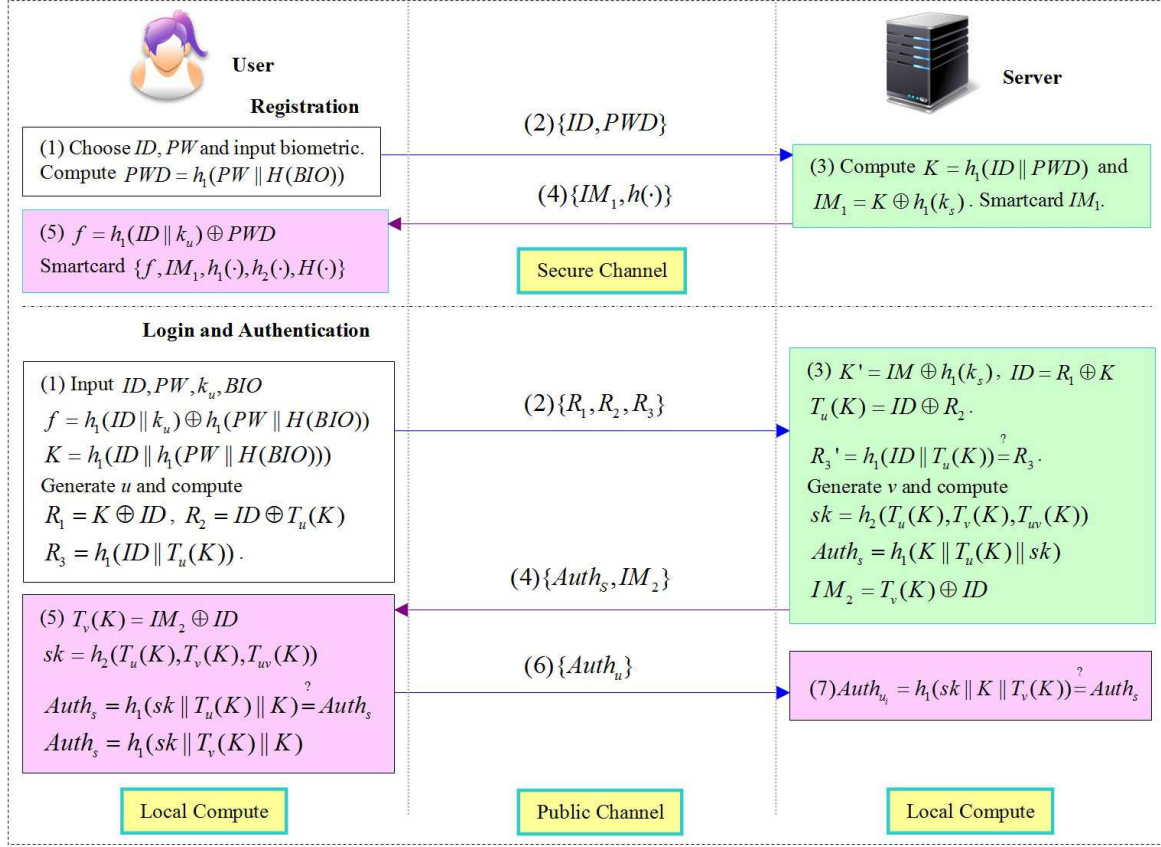 User
Server
Registration
(1) Choose ID, PW and input biometric.
Compute PWD = h₁(PW || H(BIO))
(2){ID, PWD}
(3) Compute K = h₁(ID || PWD) and
IM₁ = K ⊕ h₁(kₛ). Smartcard IM₁.
(4){IM₁, h(·)}
(5) f = h₁(ID || kᵤ) ⊕ PWD
Smartcard {f, IM₁, h₁(·), h₂(·), H(·)}
Secure Channel
Login and Authentication
(1) Input ID, PW, kᵤ, BIO
f = h₁(ID || kᵤ) ⊕ h₁(PW || H(BIO))
K = h₁(ID || h₁(PW || H(BIO)))
Generate u and compute
R₁ = K ⊕ ID, R₂ = ID ⊕ Tᵤ(K)
R₃ = h₁(ID || Tᵤ(K)).
(2){R₁, R₂, R₃}
(3) K' = IM ⊕ h₁(kₛ), ID = R₁ ⊕ K
Tᵤ(K) = ID ⊕ R₂.
R₃' = h₁(ID || Tᵤ(K)) =? R₃.
Generate v and compute
sk = h₂(Tᵤ(K), Tᵥ(K), Tᵤᵥ(K))
Authₛ = h₁(K || Tᵤ(K) || sk)
IM₂ = Tᵥ(K) ⊕ ID
(4){Auth_S, IM₂}
(5) Tᵥ(K) = IM₂ ⊕ ID
sk = h₂(Tᵤ(K), Tᵥ(K), Tᵤᵥ(K))
Authₛ = h₁(sk || Tᵤ(K) || K) =? Authₛ
Authₛ = h₁(sk || Tᵥ(K) || K)
(6){Authᵤ}
(7)Auth_{u_i} = h₁(sk || K || Tᵥ(K)) =? Authₛ
Local Compute
Public Channel
Local Compute